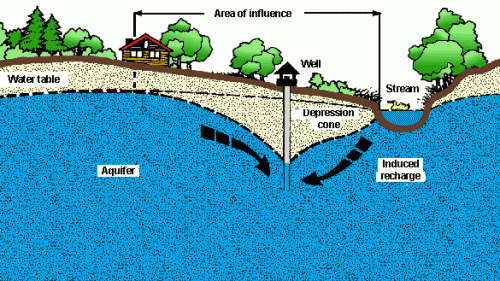 Area of influence
Well
Water table
Stream
Depression
cone
Aquifer
Induced
recharge